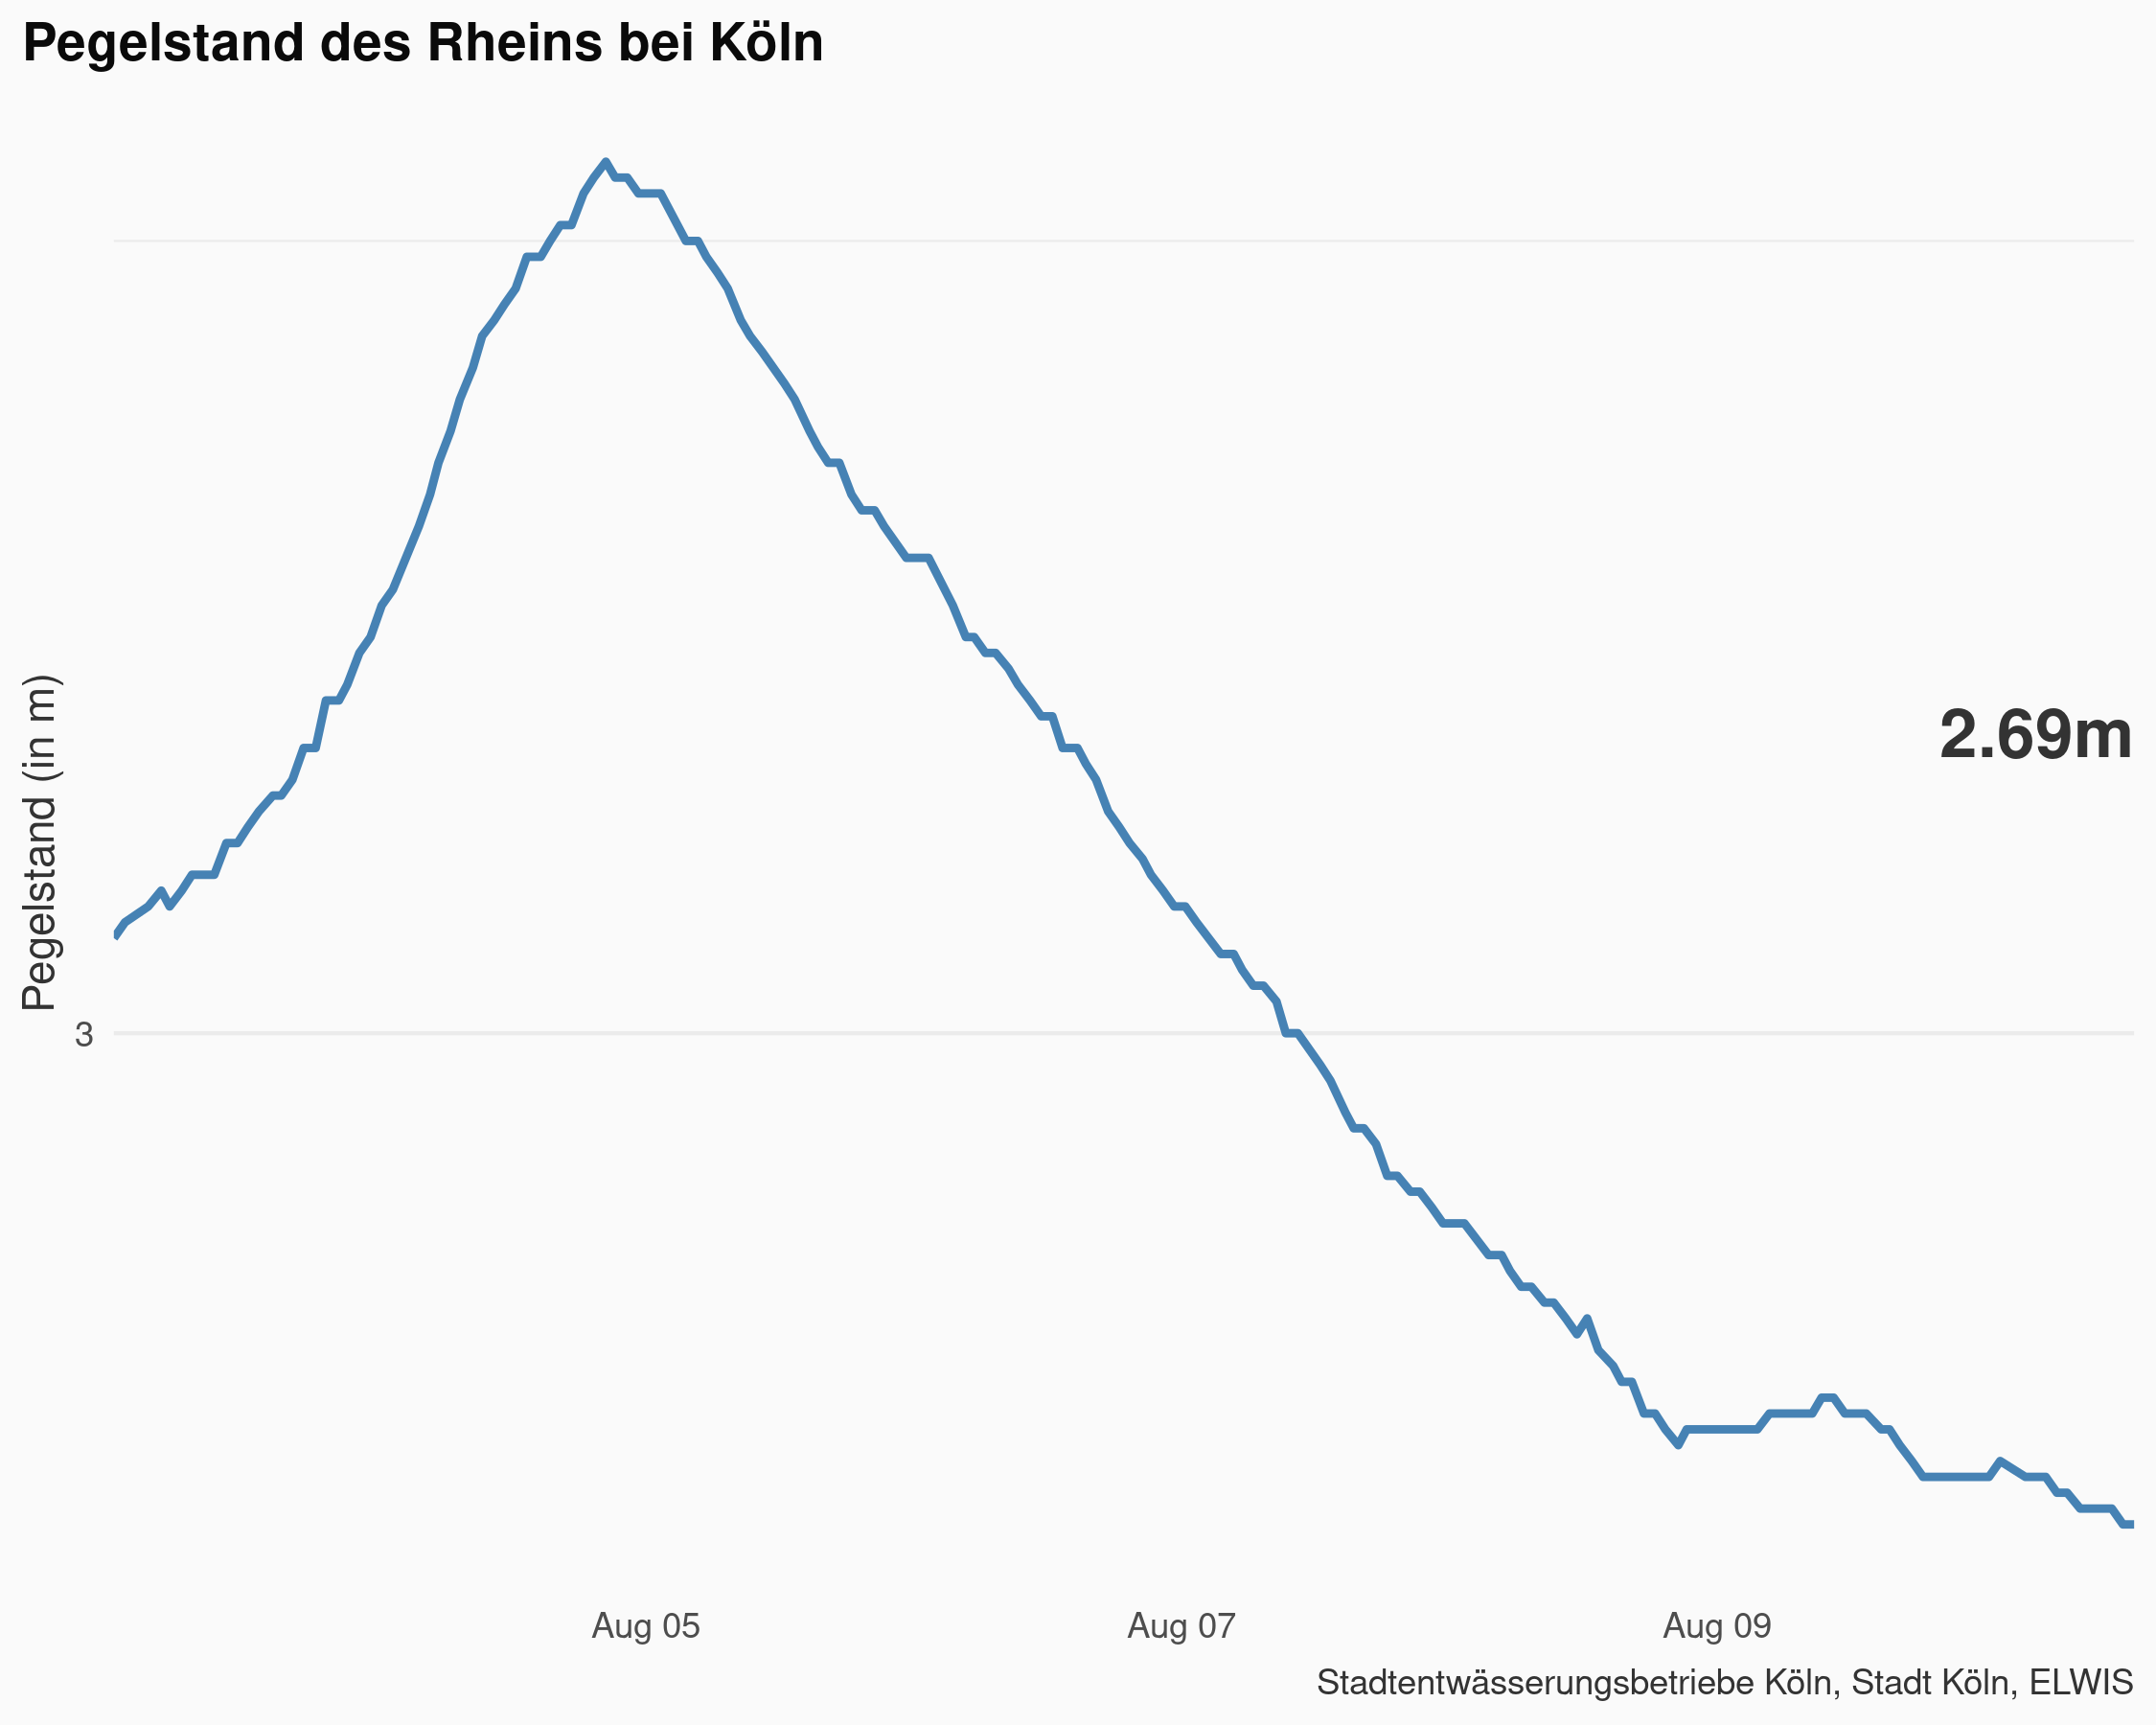 Pegelstand des Rheins bei Köln
Pegelstand (in m)
2.69m
3
Aug 05
Aug 07
Aug 09
Stadtentwässerungsbetriebe Köln, Stadt Köln, ELWIS